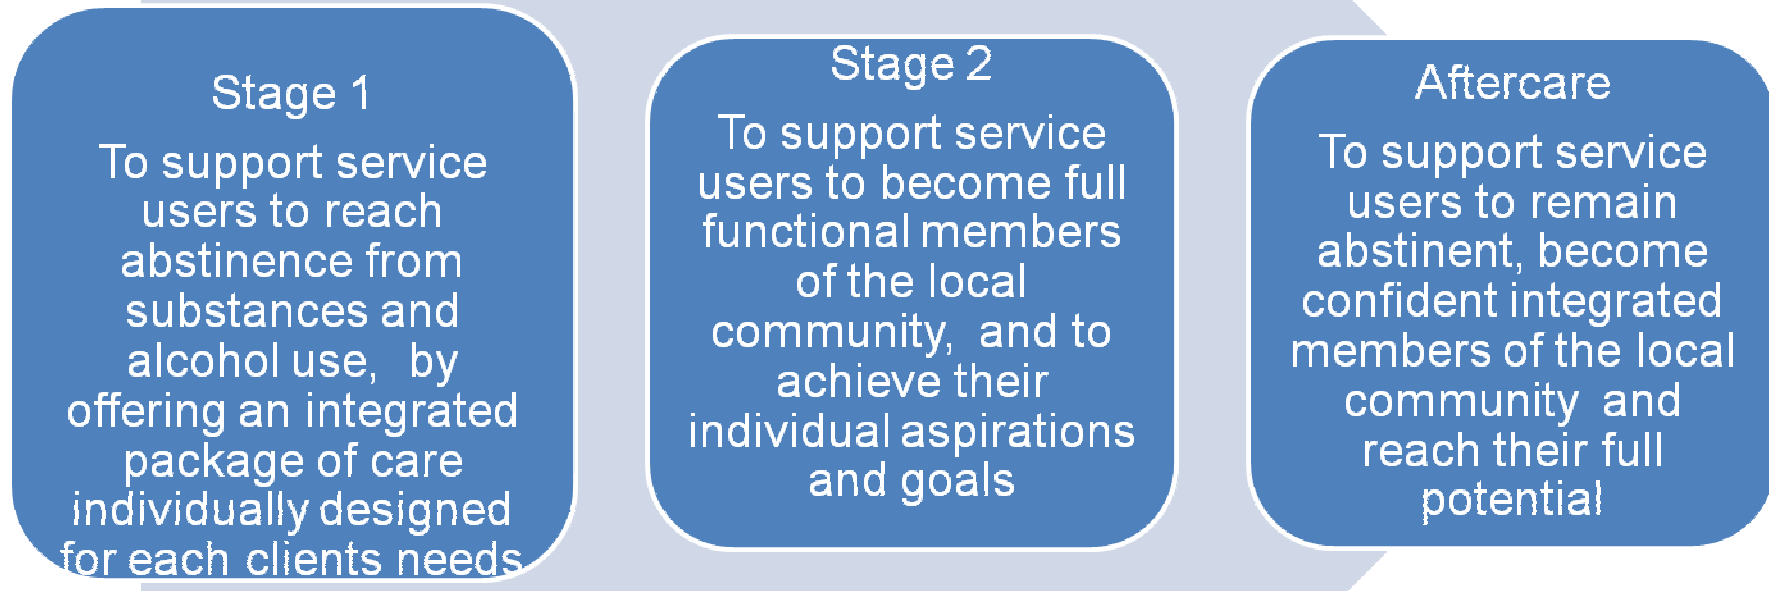 Stage 1
To support service
users to reach
abstinence from
substances and
alcohol use,  by
offering an integrated
package of care
individually designed
for each clients needs
Stage 2
To support service
users to become full
functional members
of the local
community,  and to
achieve their
individual aspirations
and goals
Aftercare
To support service
users to remain
abstinent, become
confident integrated
members of the local
community  and
reach their full
potential